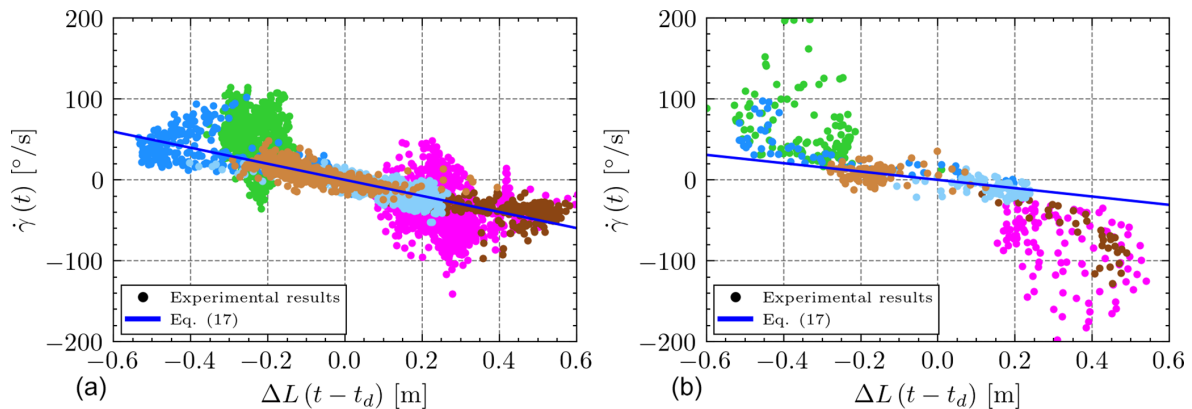 200
100
0
−100
−200
γ̇ (t) [°/s]
Experimental results
Eq. (17)
−0.6 −0.4 −0.2 0.0 0.2 0.4 0.6
(a) ΔL (t − t_d) [m]
200
100
0
−100
−200
γ̇ (t) [°/s]
Experimental results
Eq. (17)
−0.6 −0.4 −0.2 0.0 0.2 0.4 0.6
(b) ΔL (t − t_d) [m]